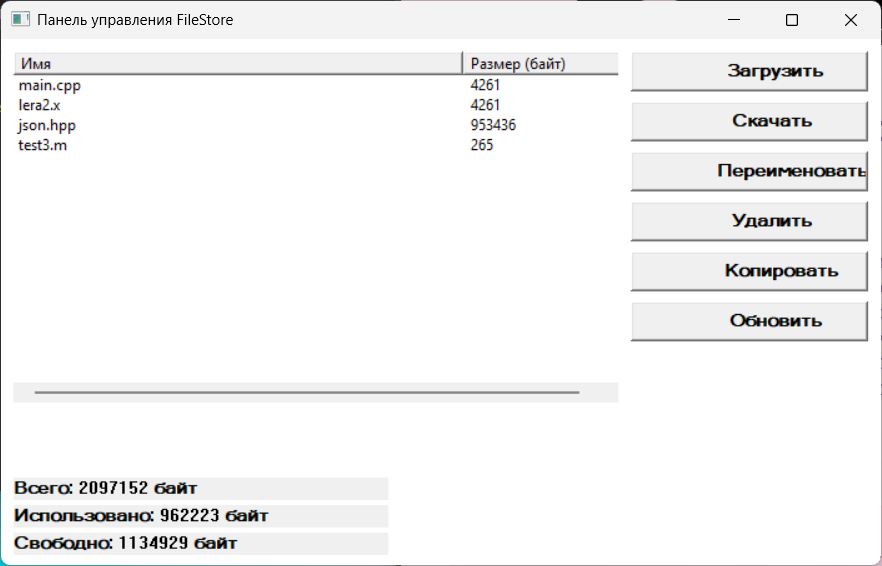 Панель управления FileStore
Имя Размер (байт)
main.cpp 4261
lera2.x 4261
json.hpp 953436
test3.m 265
Загрузить
Скачать
Переименовать
Удалить
Копировать
Обновить
Всего: 2097152 байт
Использовано: 962223 байт
Свободно: 1134929 байт